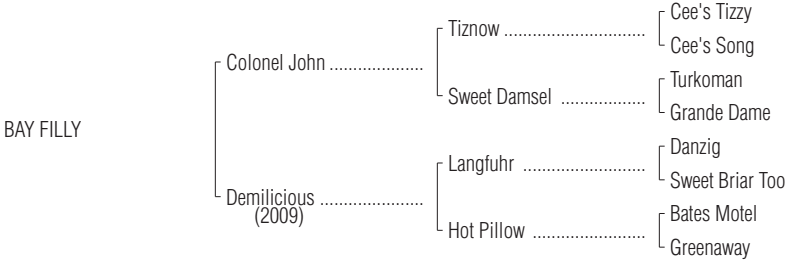 Cee's Tizzy
Tiznow ..............................
Cee's Song
Colonel John ....................
Turkoman
Sweet Damsel ..................
Grande Dame
BAY FILLY
Danzig
Langfuhr ..........................
Sweet Briar Too
Demilicious ......................
(2009)
Bates Motel
Hot Pillow ........................
Greenaway